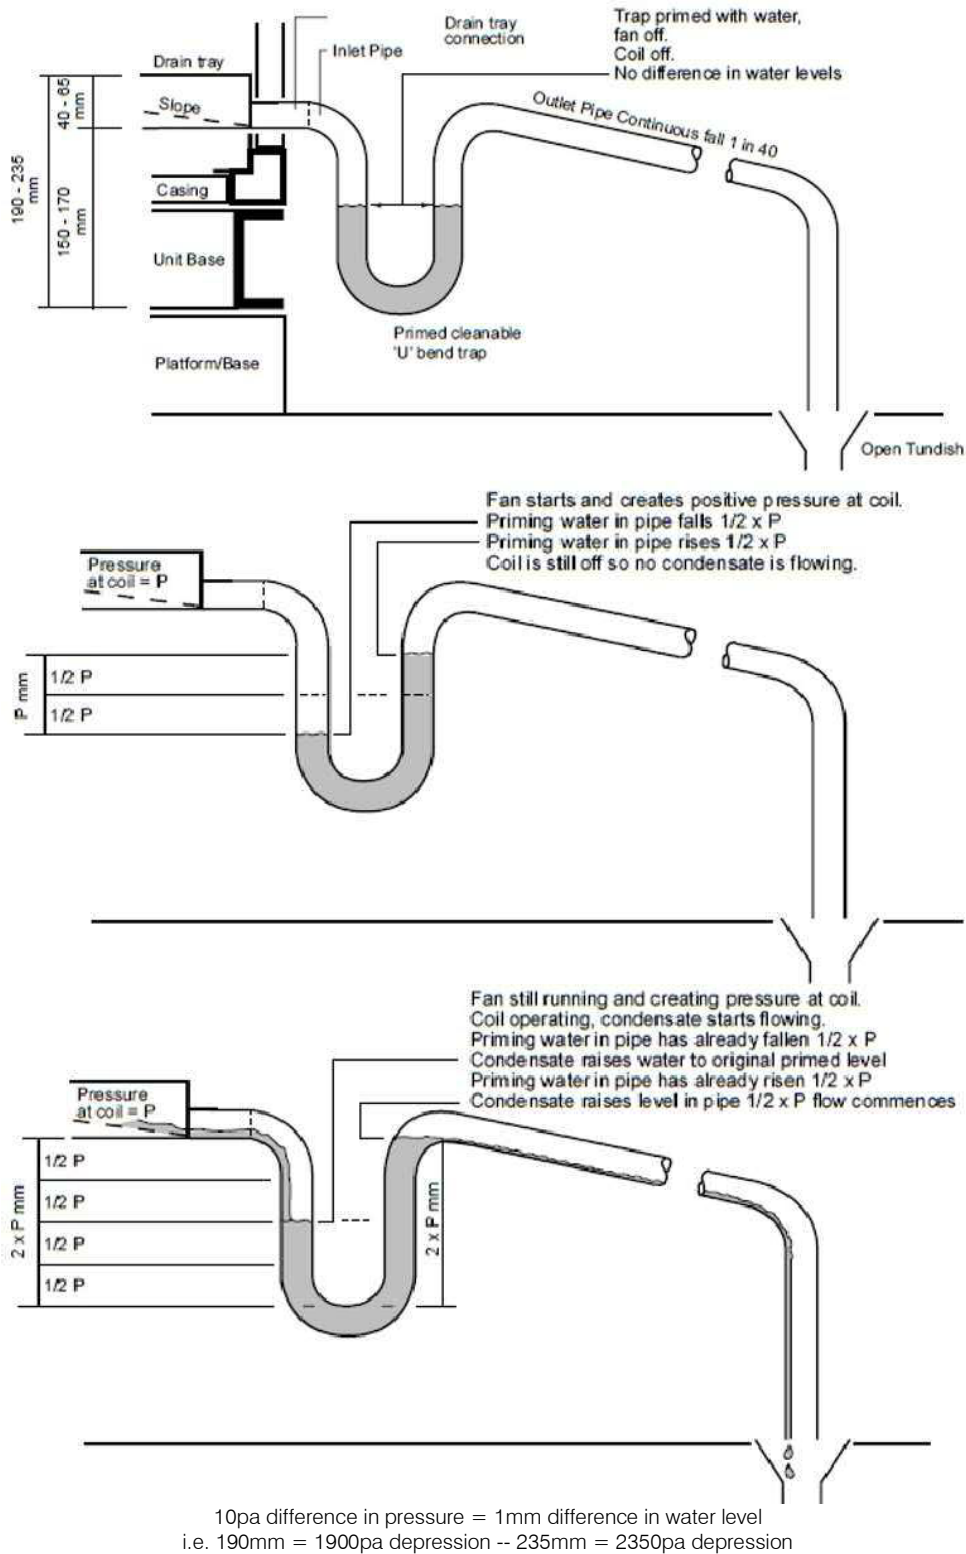 Drain tray
connection
Trap primed with water,
fan off.
Coil off.
No difference in water levels
Inlet Pipe
Drain tray
Slope
40 - 65
mm
190 - 235
mm
150 - 170
mm
Casing
Unit Base
Platform/Base
Outlet Pipe Continuous fall 1 in 40
Primed cleanable
'U' bend trap
Open Tundish
Fan starts and creates positive pressure at coil.
Priming water in pipe falls 1/2 x P
Priming water in pipe rises 1/2 x P
Coil is still off so no condensate is flowing.
Pressure
at coil = P
P mm
1/2 P
1/2 P
Fan still running and creating pressure at coil.
Coil operating, condensate starts flowing.
Priming water in pipe has already fallen 1/2 x P
Condensate raises water to original primed level
Priming water in pipe has already risen 1/2 x P
Condensate raises level in pipe 1/2 x P flow commences
Pressure
at coil = P
2 x P mm
1/2 P
1/2 P
1/2 P
1/2 P
2 x P mm
10pa difference in pressure = 1mm difference in water level
i.e. 190mm = 1900pa depression -- 235mm = 2350pa depression